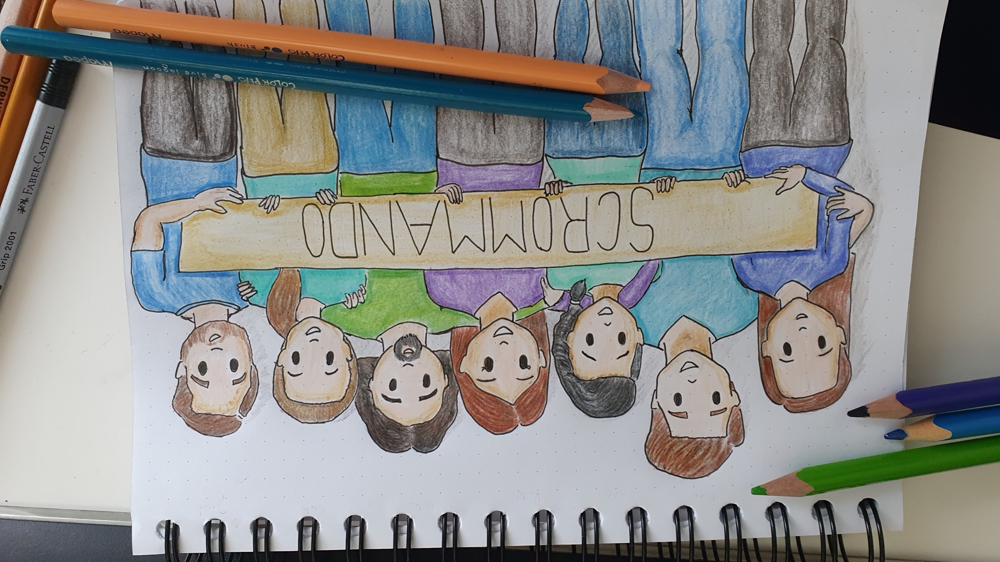 SCROMMANDO
Maped COLOR'PEPS Blush
Maped COLOR'PEPS Blue lagoon
FABER-CASTELL
Grip 2001